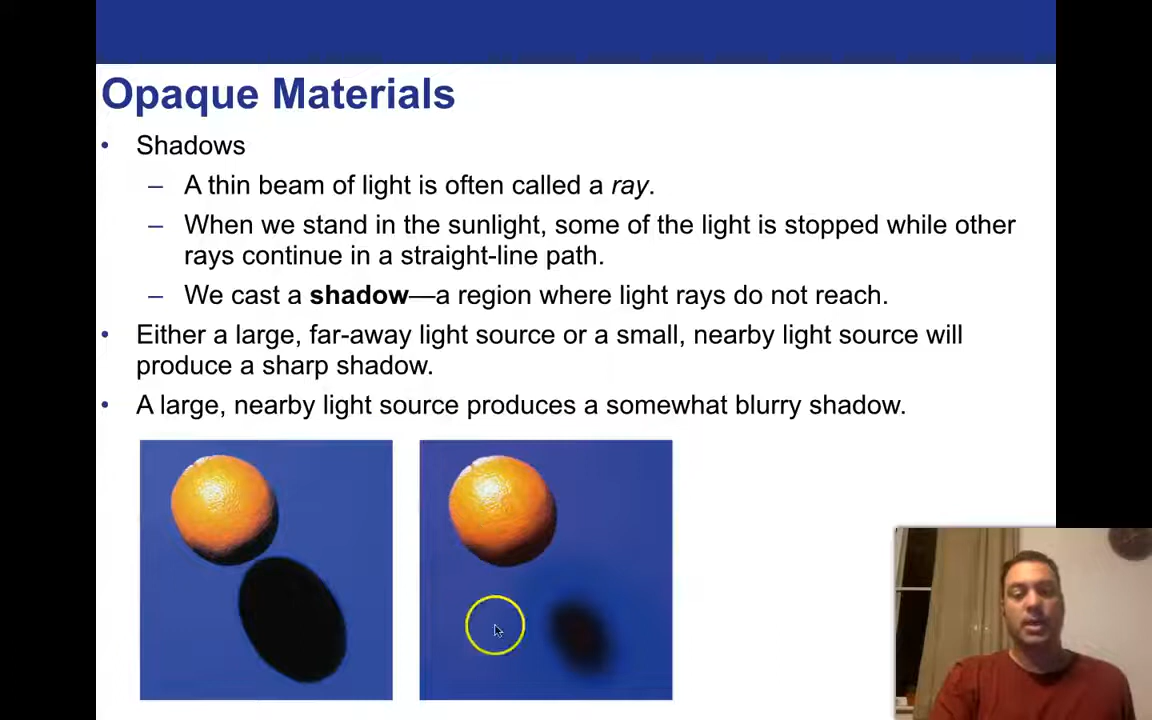 Opaque Materials
• Shadows
– A thin beam of light is often called a ray.
– When we stand in the sunlight, some of the light is stopped while other
rays continue in a straight-line path.
– We cast a shadow—a region where light rays do not reach.
• Either a large, far-away light source or a small, nearby light source will
produce a sharp shadow.
• A large, nearby light source produces a somewhat blurry shadow.